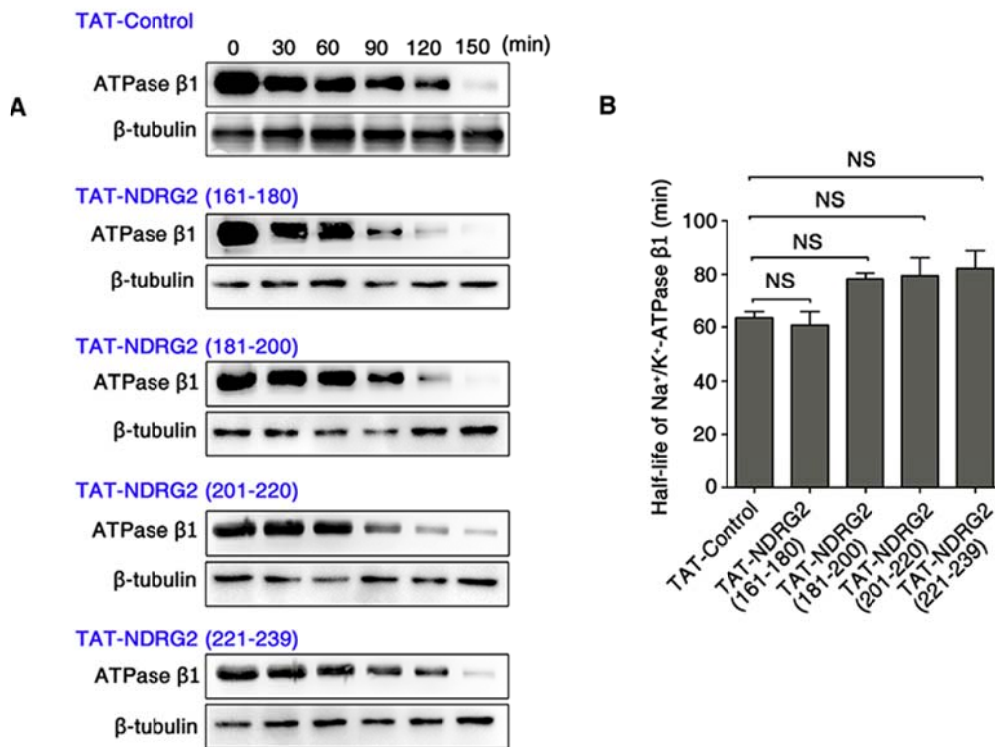 A
TAT-Control
0 30 60 90 120 150 (min)
ATPase β1
β-tubulin
TAT-NDRG2 (161-180)
ATPase β1
β-tubulin
TAT-NDRG2 (181-200)
ATPase β1
β-tubulin
TAT-NDRG2 (201-220)
ATPase β1
β-tubulin
TAT-NDRG2 (221-239)
ATPase β1
β-tubulin
B
NS
NS
NS
NS
Half-life of Na⁺/K⁺-ATPase β1 (min)
100
80
60
40
20
0
TAT-Control
TAT-NDRG2
(161-180)
TAT-NDRG2
(181-200)
TAT-NDRG2
(201-220)
TAT-NDRG2
(221-239)